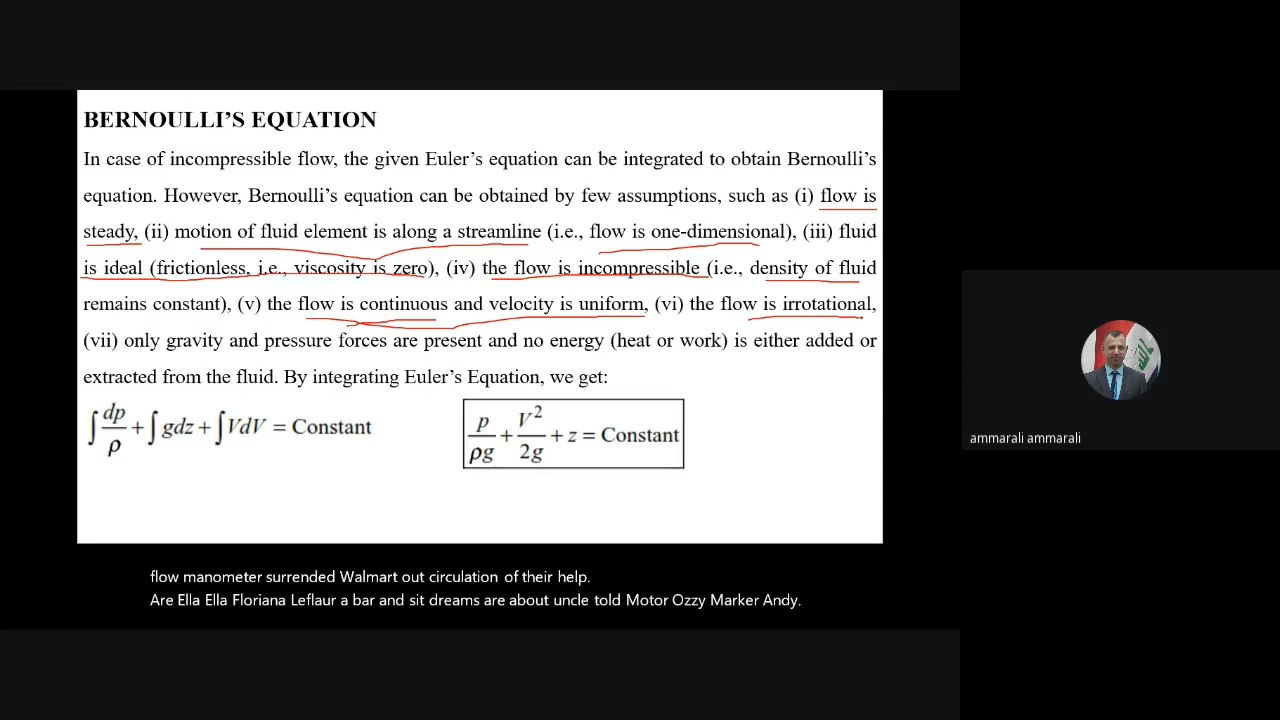 BERNOULLI'S EQUATION
In case of incompressible flow, the given Euler's equation can be integrated to obtain Bernoulli's
equation. However, Bernoulli's equation can be obtained by few assumptions, such as (i) flow is
steady, (ii) motion of fluid element is along a streamline (i.e., flow is one-dimensional), (iii) fluid
is ideal (frictionless, i.e., viscosity is zero), (iv) the flow is incompressible (i.e., density of fluid
remains constant), (v) the flow is continuous and velocity is uniform, (vi) the flow is irrotational,
(vii) only gravity and pressure forces are present and no energy (heat or work) is either added or
extracted from the fluid. By integrating Euler's Equation, we get:
∫ dp/ρ + ∫ gdz + ∫ VdV = Constant
p/ρg + V²/2g + z = Constant
ammarali ammarali
flow manometer surrended Walmart out circulation of their help.
Are Ella Ella Floriana Leflaur a bar and sit dreams are about uncle told Motor Ozzy Marker Andy.